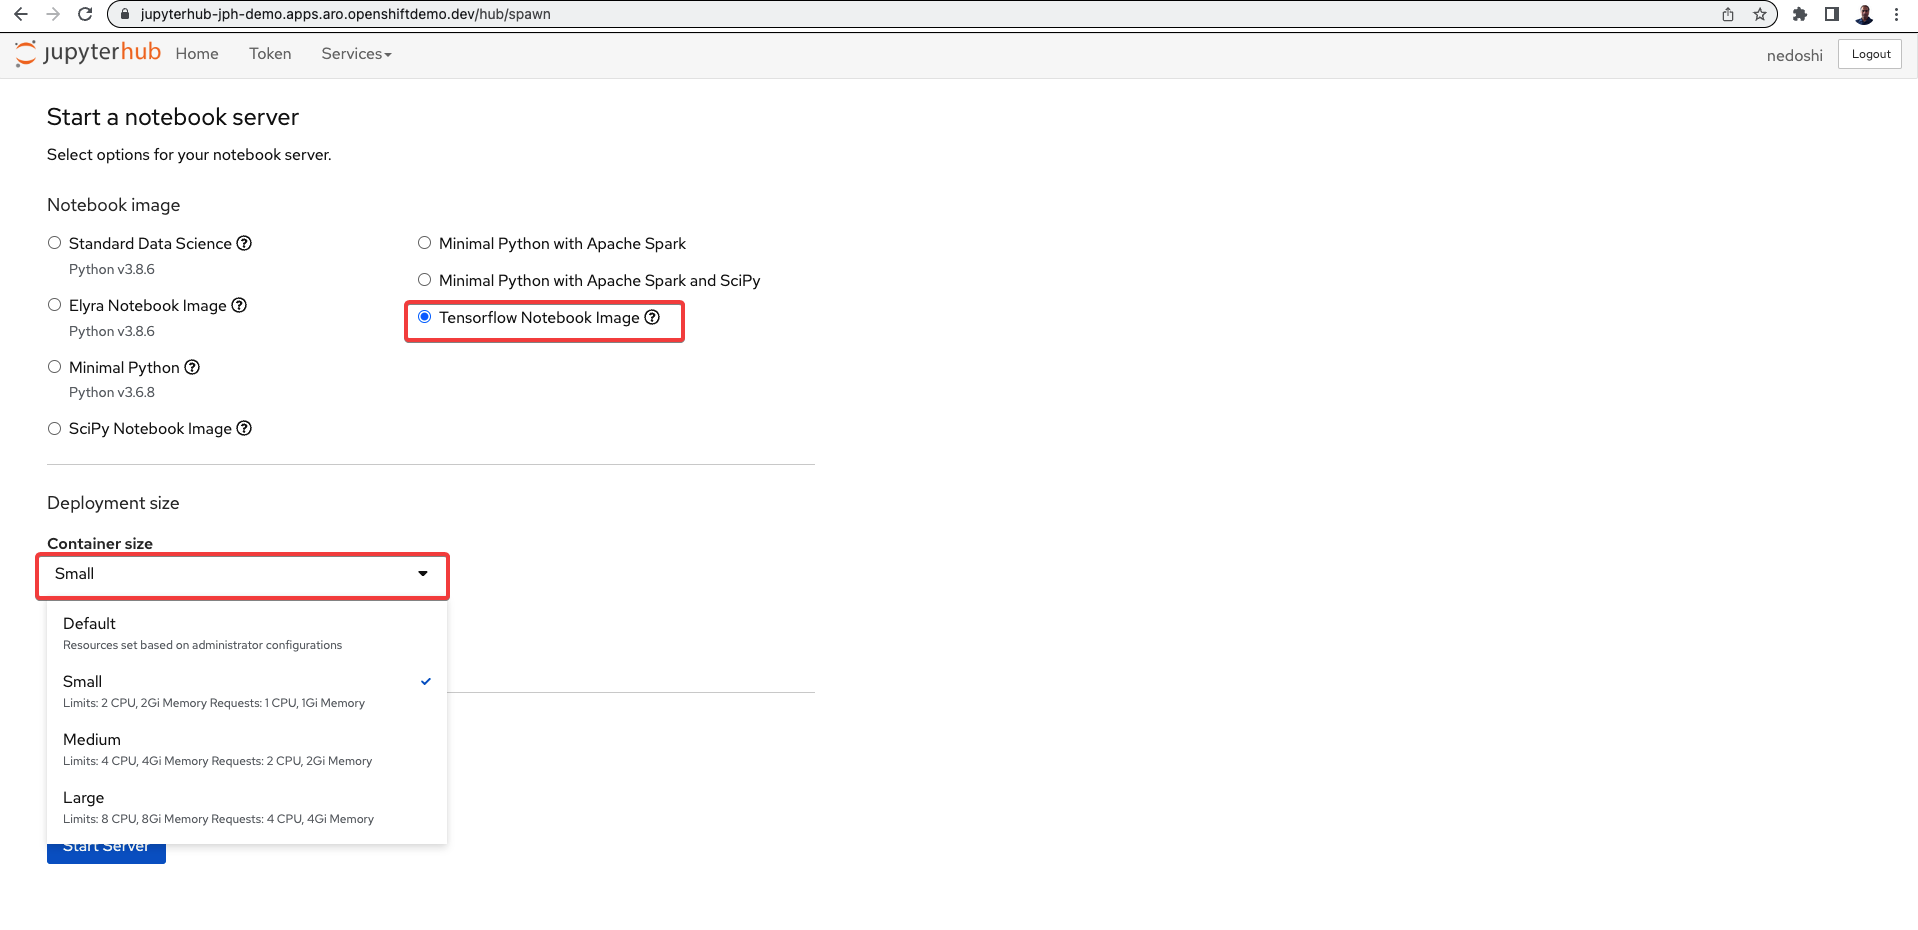 jupyterhub-jph-demo.apps.aro.openshiftdemo.dev/hub/spawn
jupyterhub Home Token Services nedoshi Logout
Start a notebook server
Select options for your notebook server.
Notebook image
Standard Data Science
Python v3.8.6
Elyra Notebook Image
Python v3.8.6
Minimal Python
Python v3.6.8
SciPy Notebook Image
Minimal Python with Apache Spark
Minimal Python with Apache Spark and SciPy
Tensorflow Notebook Image
Deployment size
Container size
Small
Default
Resources set based on administrator configurations
Small
Limits: 2 CPU, 2Gi Memory Requests: 1 CPU, 1Gi Memory
Medium
Limits: 4 CPU, 4Gi Memory Requests: 2 CPU, 2Gi Memory
Large
Limits: 8 CPU, 8Gi Memory Requests: 4 CPU, 4Gi Memory
Start Server